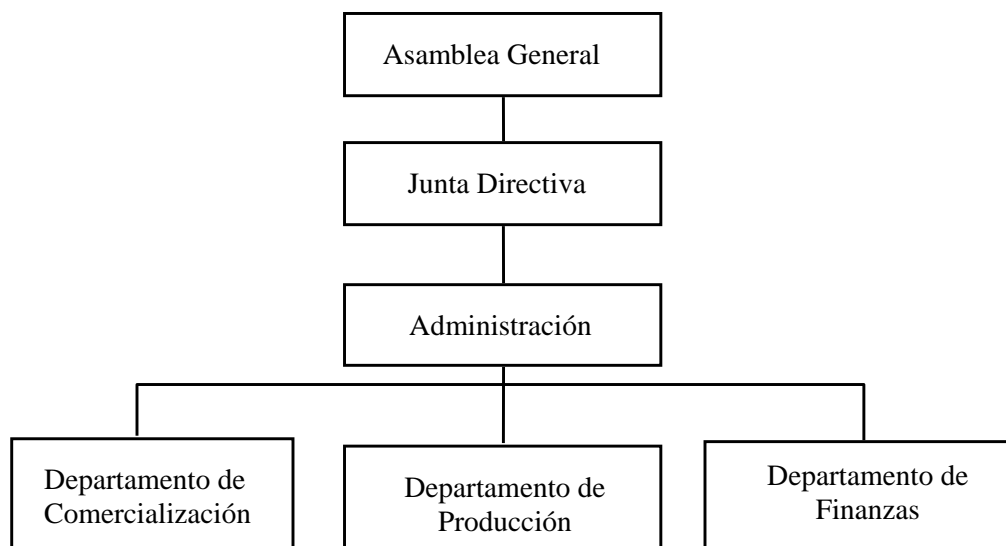 Asamblea General
Junta Directiva
Administración
Departamento de
Comercialización
Departamento de
Producción
Departamento de
Finanzas